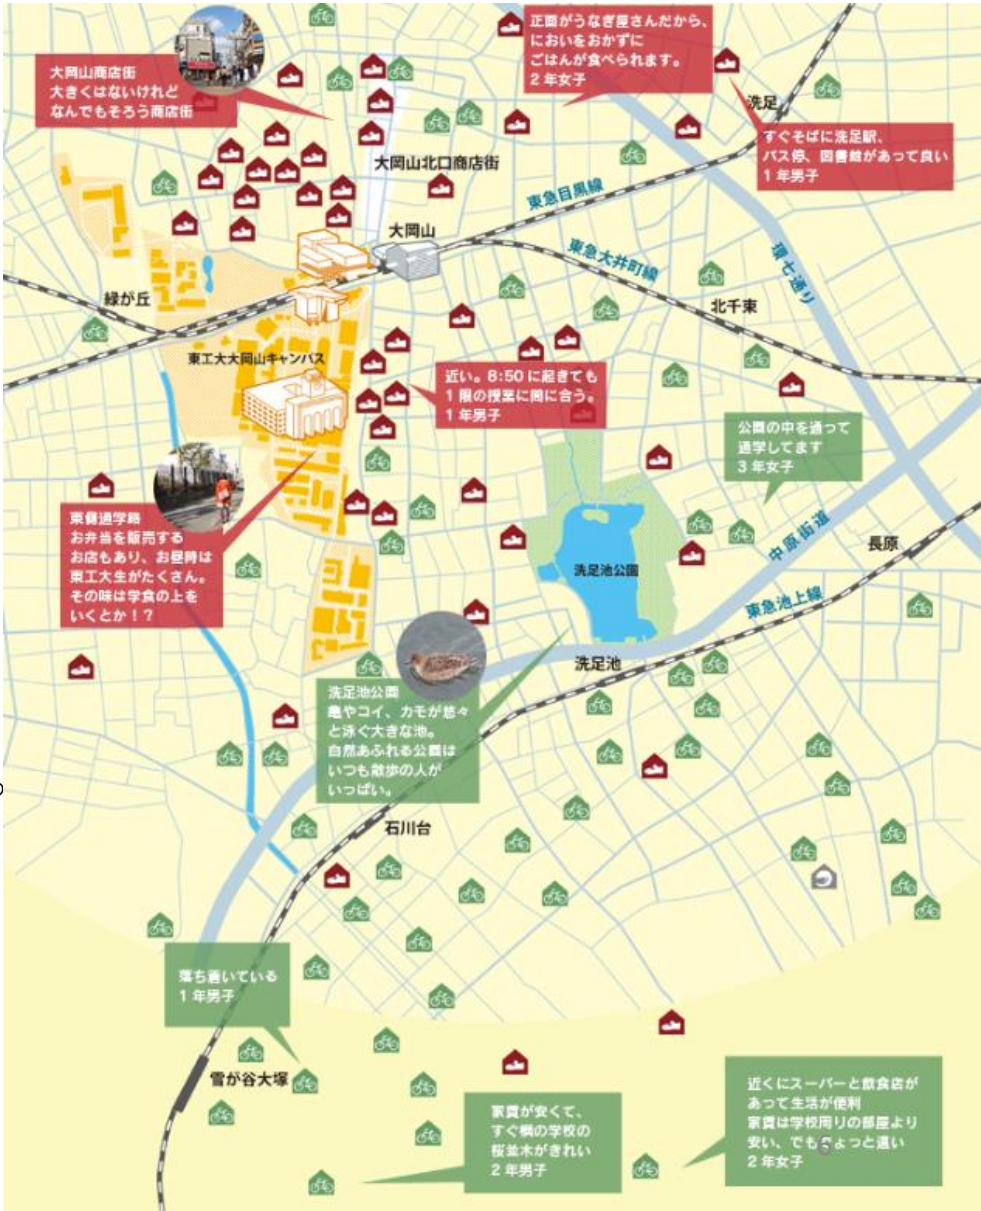 大岡山商店街
大きくはないけれど
なんでもそろう商店街
正面がうなぎ屋さんだから、
においをおかずに
ごはんが食べられます。
2年女子
洗足
すぐそばに洗足駅、
バス停、図書館があって良い
1年男子
大岡山北口商店街
東急目黒線
大岡山
東急大井町線
環七通り
緑が丘
北千束
東工大大岡山キャンパス
近い。8:50に起きても
1限の授業に間に合う。
1年男子
公園の中を通って
通学してます
3年女子
東側通学路
お弁当を販売する
お店もあり、お昼時は
東工大生がたくさん。
その味は学食の上を
いくとか!?
中原街道
長原
洗足池公園
東急池上線
洗足池
洗足池公園
亀やコイ、カモが悠々
と泳ぐ大きな池。
自然あふれる公園は
いつも散歩の人が
いっぱい。
石川台
落ち着いている
1年男子
雪が谷大塚
家賃が安くて、
すぐ横の学校の
桜並木がきれい
2年男子
近くにスーパーと飲食店が
あって生活が便利
家賃は学校周りの部屋より
安い、でもちょっと遠い
2年女子
6